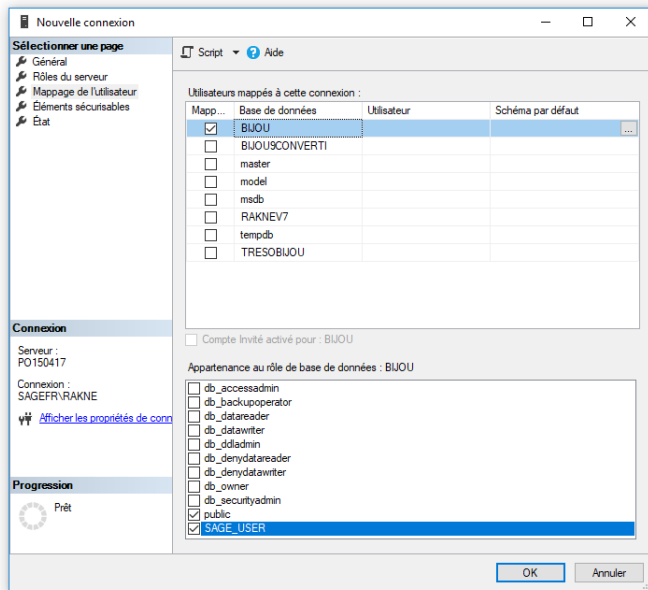 Nouvelle connexion
Sélectionner une page
Général
Rôles du serveur
Mappage de l'utilisateur
Éléments sécurisables
État
Script
Aide
Utilisateurs mappés à cette connexion :
Mapp... Base de données Utilisateur Schéma par défaut
BIJOU ...
BIJOU9CONVERTI
master
model
msdb
RAKNEV7
tempdb
TRESOBIJOU
Compte Invité activé pour : BIJOU
Appartenance au rôle de base de données : BIJOU
db_accessadmin
db_backupoperator
db_datareader
db_datawriter
db_ddladmin
db_denydatareader
db_denydatawriter
db_owner
db_securityadmin
public
SAGE_USER
Connexion
Serveur :
PO150417
Connexion :
SAGEFR\RAKNE
Afficher les propriétés de conn
Progression
Prêt
OK Annuler